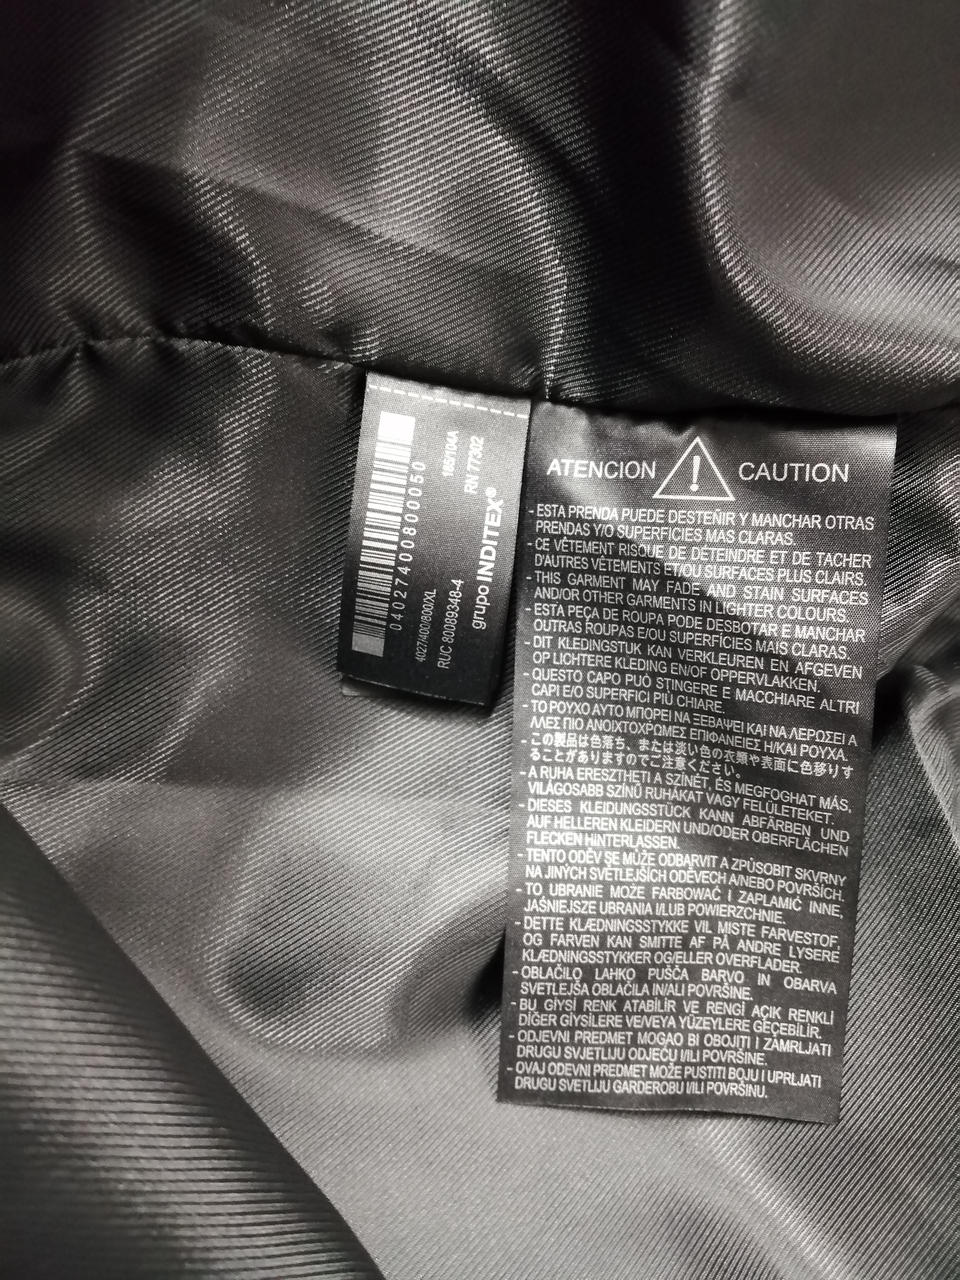 0402740080050
4027/400/800/XL
RUC 80089348-4
185/104A
RN 77302
grupo INDITEX®
ATENCION ! CAUTION
- ESTA PRENDA PUEDE DESTEÑIR Y MANCHAR OTRAS
PRENDAS Y/O SUPERFICIES MAS CLARAS.
- CE VÊTEMENT RISQUE DE DÉTEINDRE ET DE TACHER
D'AUTRES VÊTEMENTS ET/OU SURFACES PLUS CLAIRS.
- THIS GARMENT MAY FADE AND STAIN SURFACES
AND/OR OTHER GARMENTS IN LIGHTER COLOURS.
- ESTA PEÇA DE ROUPA PODE DESBOTAR E MANCHAR
OUTRAS ROUPAS E/OU SUPERFÍCIES MAIS CLARAS.
- DIT KLEDINGSTUK KAN VERKLEUREN EN AFGEVEN
OP LICHTERE KLEDING EN/OF OPPERVLAKKEN.
- QUESTO CAPO PUÒ STINGERE E MACCHIARE ALTRI
CAPI E/O SUPERFICI PIÙ CHIARE.
- ΤΟ ΡΟΥΧΟ ΑΥΤΟ ΜΠΟΡΕΙ ΝΑ ΞΕΒΑΨΕΙ ΚΑΙ ΝΑ ΛΕΡΩΣΕΙ Α
ΛΛΕΣ ΠΙΟ ΑΝΟΙΧΤΟΧΡΩΜΕΣ ΕΠΙΦΑΝΕΙΕΣ Η/ΚΑΙ ΡΟΥΧΑ.
- この製品は色落ち、または淡い色の衣類や表面に色移りす
ることがありますのでご注意ください。
- A RUHA ERESZTHETI A SZÍNÉT, ÉS MEGFOGHAT MÁS,
VILÁGOSABB SZÍNŰ RUHÁKAT VAGY FELÜLETEKET.
- DIESES KLEIDUNGSSTÜCK KANN ABFÄRBEN UND
AUF HELLEREN KLEIDERN UND/ODER OBERFLÄCHEN
FLECKEN HINTERLASSEN.
- TENTO ODĚV SE MŮŽE ODBARVIT A ZPŮSOBIT SKVRNY
NA JINÝCH SVĚTLEJŠÍCH ODĚVECH A/NEBO POVRŠÍCH.
- TO UBRANIE MOŻE FARBOWAĆ I ZAPLAMIĆ INNE,
JAŚNIEJSZE UBRANIA I/LUB POWIERZCHNIE.
- DETTE KLÆDNINGSSTYKKE VIL MISTE FARVESTOF,
OG FARVEN KAN SMITTE AF PÅ ANDRE LYSERE
KLÆDNINGSSTYKKER OG/ELLER OVERFLADER.
- OBLAČILO LAHKO PUŠČA BARVO IN OBARVA
SVETLEJŠA OBLAČILA IN/ALI POVRŠINE.
- BU GİYSİ RENK ATABİLİR VE RENGİ AÇIK RENKLİ
DİĞER GİYSİLERE VE/VEYA YÜZEYLERE GEÇEBİLİR.
- ODJEVNI PREDMET MOGAO BI OBOJITI I ZAMRLJATI
DRUGU SVJETLIJU ODJEĆU I/ILI POVRŠINE.
- OVAJ ODEVNI PREDMET MOŽE PUSTITI BOJU I UPRLJATI
DRUGU SVETLIJU GARDEROBU I/ILI POVRŠINU.